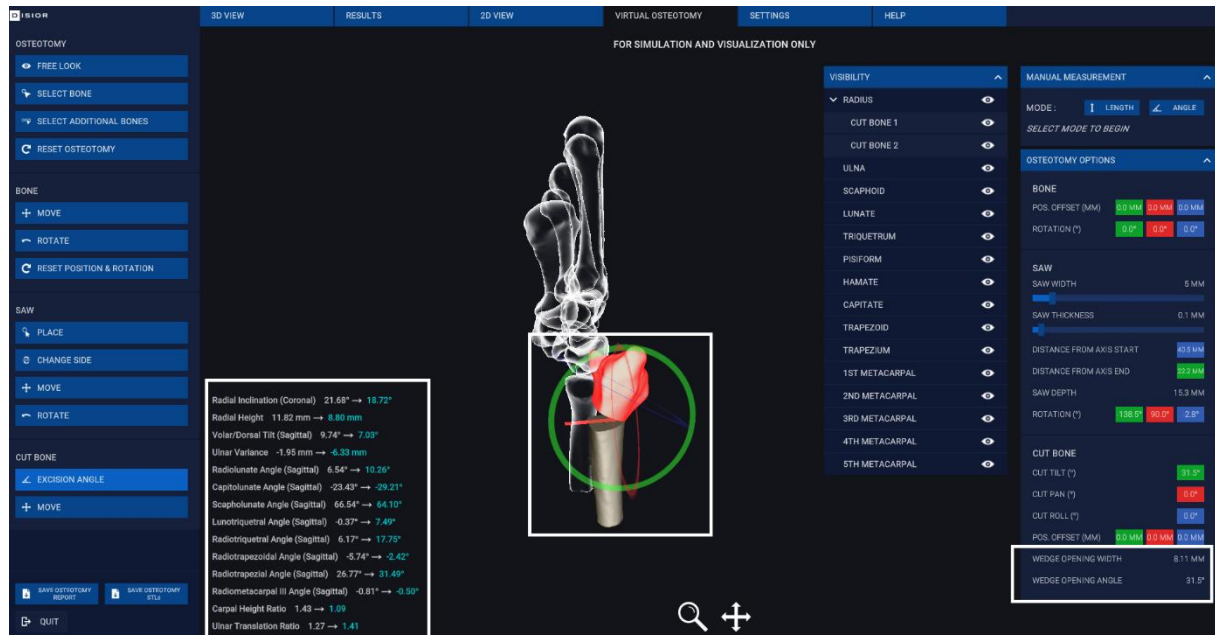 DISIOR
3D VIEW
RESULTS
2D VIEW
VIRTUAL OSTEOTOMY
SETTINGS
HELP
FOR SIMULATION AND VISUALIZATION ONLY
OSTEOTOMY
FREE LOOK
SELECT BONE
SELECT ADDITIONAL BONES
RESET OSTEOTOMY
BONE
MOVE
ROTATE
RESET POSITION & ROTATION
SAW
PLACE
CHANGE SIDE
MOVE
ROTATE
CUT BONE
EXCISION ANGLE
MOVE
SAVE OSTEOTOMY
REPORT
SAVE OSTEOTOMY
STLs
QUIT
Radial Inclination (Coronal) 21.68° → 18.72°
Radial Height 11.82 mm → 8.80 mm
Volar/Dorsal Tilt (Sagittal) 9.74° → 7.03°
Ulnar Variance -1.95 mm → -6.33 mm
Radiolunate Angle (Sagittal) 6.54° → 10.26°
Capitolunate Angle (Sagittal) -23.43° → -29.21°
Scapholunate Angle (Sagittal) 66.54° → 64.10°
Lunotriquetral Angle (Sagittal) -0.37° → 7.49°
Radiotriquetral Angle (Sagittal) 6.17° → 17.75°
Radiotrapezoidal Angle (Sagittal) -5.74° → -2.42°
Radiotrapezial Angle (Sagittal) 26.77° → 31.49°
Radiometacarpal III Angle (Sagittal) -0.81° → -0.50°
Carpal Height Ratio 1.43 → 1.09
Ulnar Translation Ratio 1.27 → 1.41
VISIBILITY
RADIUS
CUT BONE 1
CUT BONE 2
ULNA
SCAPHOID
LUNATE
TRIQUETRUM
PISIFORM
HAMATE
CAPITATE
TRAPEZOID
TRAPEZIUM
1ST METACARPAL
2ND METACARPAL
3RD METACARPAL
4TH METACARPAL
5TH METACARPAL
MANUAL MEASUREMENT
MODE : LENGTH ANGLE
SELECT MODE TO BEGIN
OSTEOTOMY OPTIONS
BONE
POS. OFFSET (MM) 0.0 MM 0.0 MM 0.0 MM
ROTATION (°) 0.0° 0.0° 0.0°
SAW
SAW WIDTH 5 MM
SAW THICKNESS 0.1 MM
DISTANCE FROM AXIS START 40.5 MM
DISTANCE FROM AXIS END 22.2 MM
SAW DEPTH 15.3 MM
ROTATION (°) -138.5° 90.0° 2.8°
CUT BONE
CUT TILT (°) 31.5°
CUT PAN (°) 0.0°
CUT ROLL (°) 0.0°
POS. OFFSET (MM) 0.0 MM 0.0 MM 0.0 MM
WEDGE OPENING WIDTH 8.11 MM
WEDGE OPENING ANGLE 31.5°